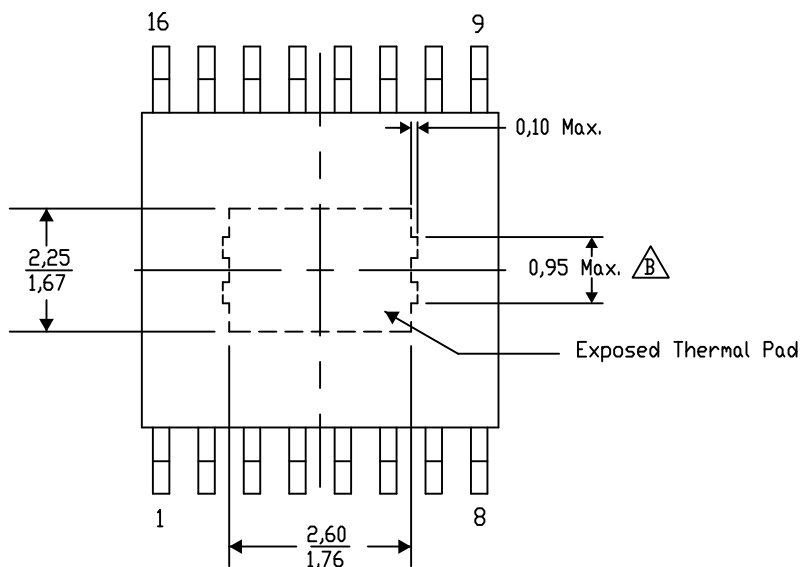 16
9
0,10 Max.
2,25
1,67
0,95 Max. B
Exposed Thermal Pad
1
8
2,60
1,76